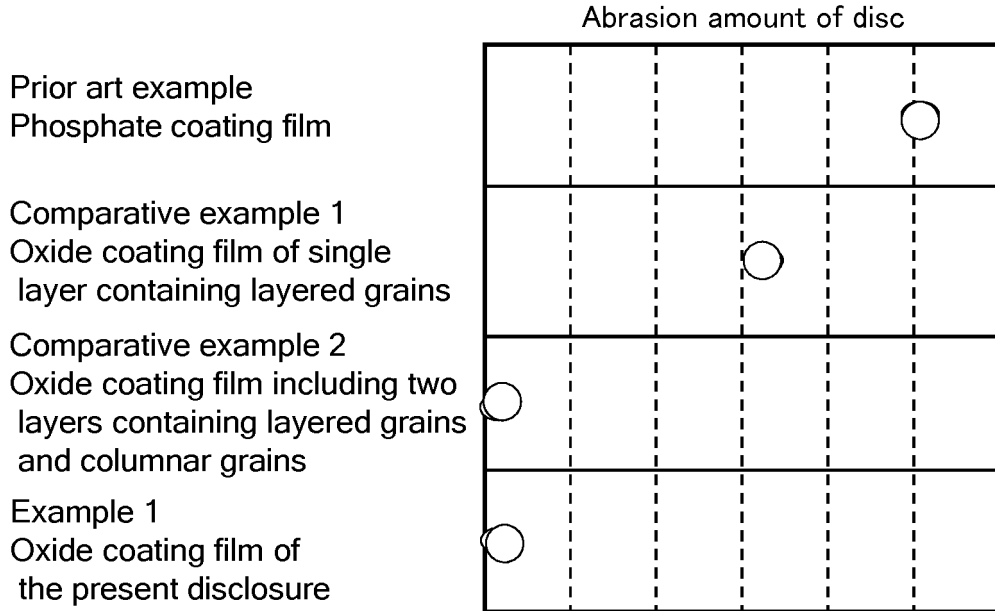 Abrasion amount of disc
Prior art example
Phosphate coating film
Comparative example 1
Oxide coating film of single
layer containing layered grains
Comparative example 2
Oxide coating film including two
layers containing layered grains
and columnar grains
Example 1
Oxide coating film of
the present disclosure